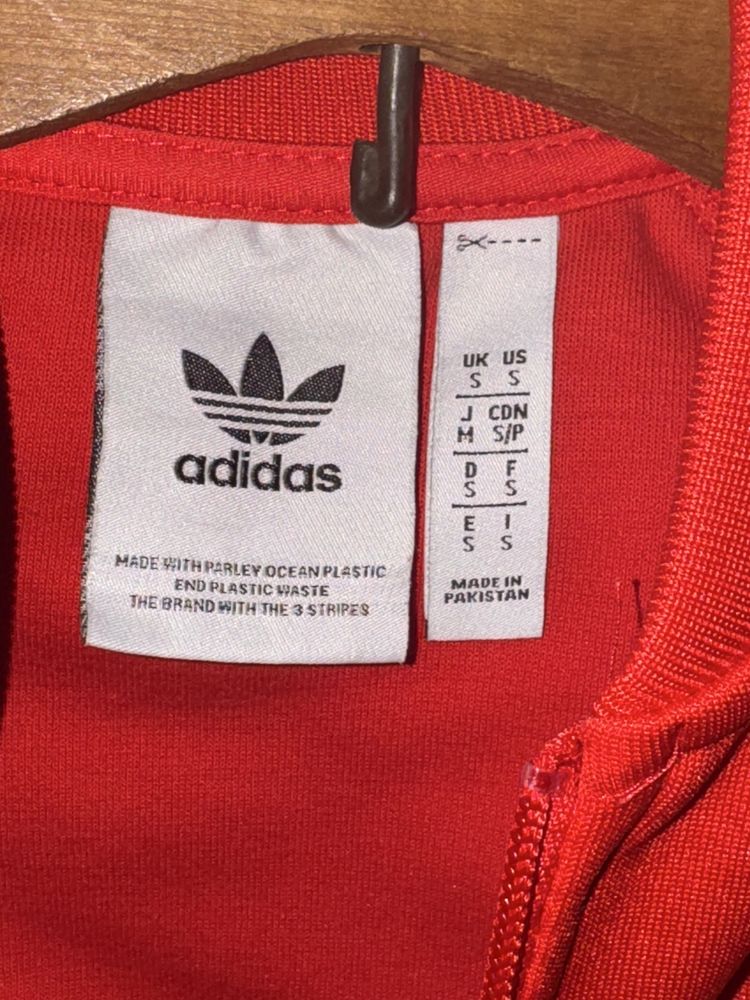 adidas
MADE WITH PARLEY OCEAN PLASTIC
END PLASTIC WASTE
THE BRAND WITH THE 3 STRIPES
UK US
S S
J CDN
M S/P
D F
S S
E I
S S
MADE IN
PAKISTAN